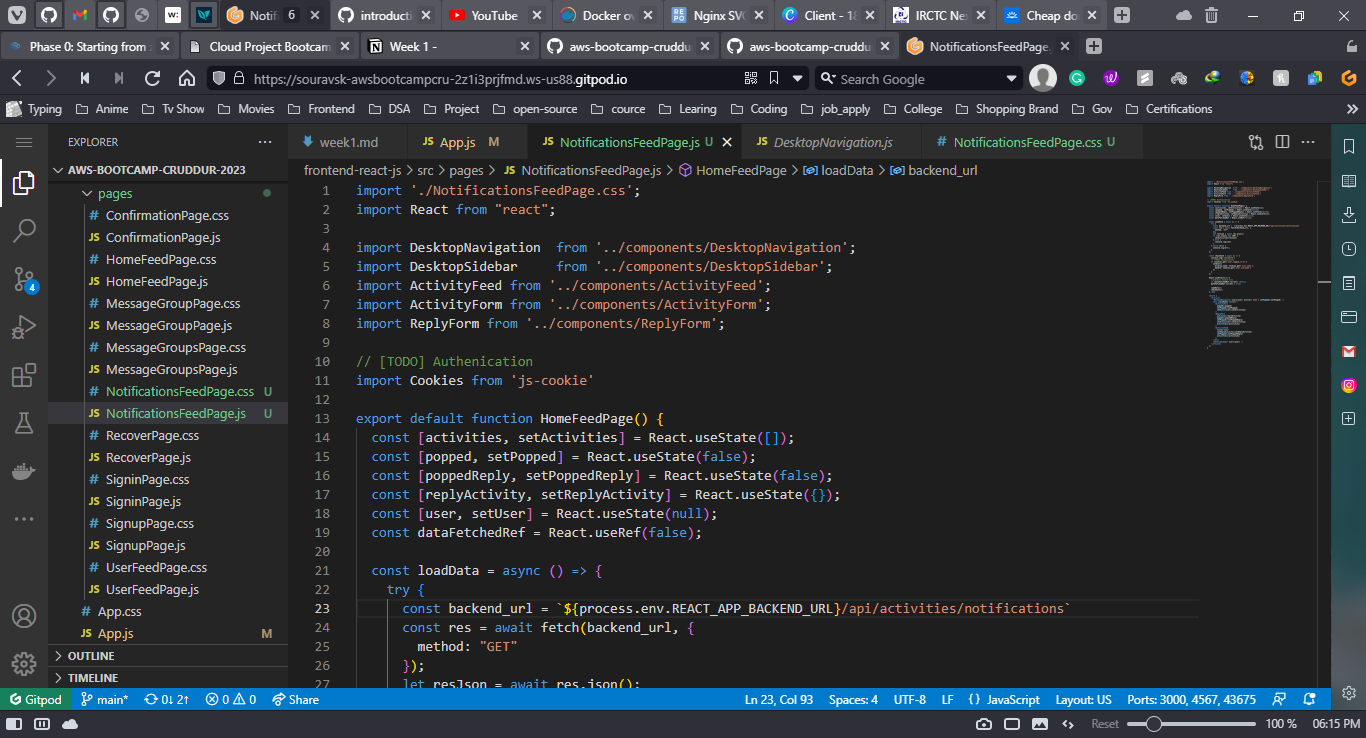 Notifi 6
introducti
YouTube
Docker ov
Nginx SVG
Client - 18
IRCTC Ne
Cheap do
Phase 0: Starting from
Cloud Project Bootcam
Week 1 -
aws-bootcamp-cruddu
aws-bootcamp-cruddu
NotificationsFeedPage.
https://souravsk-awsbootcampcru-2z1i3prjfmd.ws-us88.gitpod.io
Search Google
Typing
Anime
Tv Show
Movies
Frontend
DSA
Project
open-source
cource
Learing
Coding
job_apply
College
Shopping Brand
Gov
Certifications
EXPLORER
AWS-BOOTCAMP-CRUDDUR-2023
pages
# ConfirmationPage.css
JS ConfirmationPage.js
# HomeFeedPage.css
JS HomeFeedPage.js
# MessageGroupPage.css
JS MessageGroupPage.js
# MessageGroupsPage.css
JS MessageGroupsPage.js
# NotificationsFeedPage.css U
JS NotificationsFeedPage.js U
# RecoverPage.css
JS RecoverPage.js
# SigninPage.css
JS SigninPage.js
# SignupPage.css
JS SignupPage.js
# UserFeedPage.css
JS UserFeedPage.js
# App.css
JS App.js M
OUTLINE
TIMELINE
4
week1.md
JS App.js M
JS NotificationsFeedPage.js U
JS DesktopNavigation.js
# NotificationsFeedPage.css U
frontend-react-js > src > pages > JS NotificationsFeedPage.js > HomeFeedPage > loadData > backend_url
1 import './NotificationsFeedPage.css';
2 import React from "react";
3
4 import DesktopNavigation  from '../components/DesktopNavigation';
5 import DesktopSidebar     from '../components/DesktopSidebar';
6 import ActivityFeed from '../components/ActivityFeed';
7 import ActivityForm from '../components/ActivityForm';
8 import ReplyForm from '../components/ReplyForm';
9
10 // [TODO] Authenication
11 import Cookies from 'js-cookie'
12
13 export default function HomeFeedPage() {
14   const [activities, setActivities] = React.useState([]);
15   const [popped, setPopped] = React.useState(false);
16   const [poppedReply, setPoppedReply] = React.useState(false);
17   const [replyActivity, setReplyActivity] = React.useState({});
18   const [user, setUser] = React.useState(null);
19   const dataFetchedRef = React.useRef(false);
20
21   const loadData = async () => {
22     try {
23       const backend_url = `${process.env.REACT_APP_BACKEND_URL}/api/activities/notifications`
24       const res = await fetch(backend_url, {
25         method: "GET"
26       });
27       let resJson = await res.json();
Gitpod
main*
0↓ 2↑
0
0
Share
Ln 23, Col 93
Spaces: 4
UTF-8
LF
{ } JavaScript
Layout: US
Ports: 3000, 4567, 43675
Reset
100 %
06:15 PM